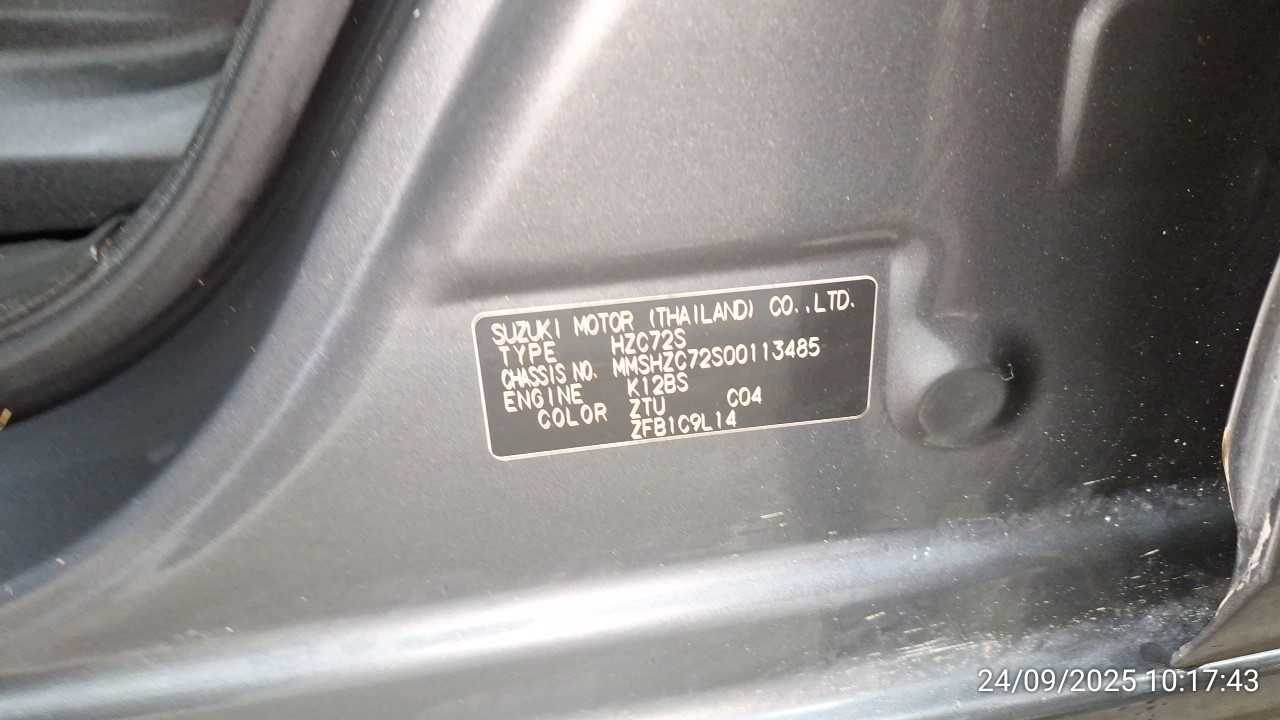 SUZUKI MOTOR (THAILAND) CO.,LTD.
TYPE HZC72S
CHASSIS NO. MMSHZC72S00113485
ENGINE K12BS
COLOR ZTU C04
ZFB1C9L14
24/09/2025 10:17:43